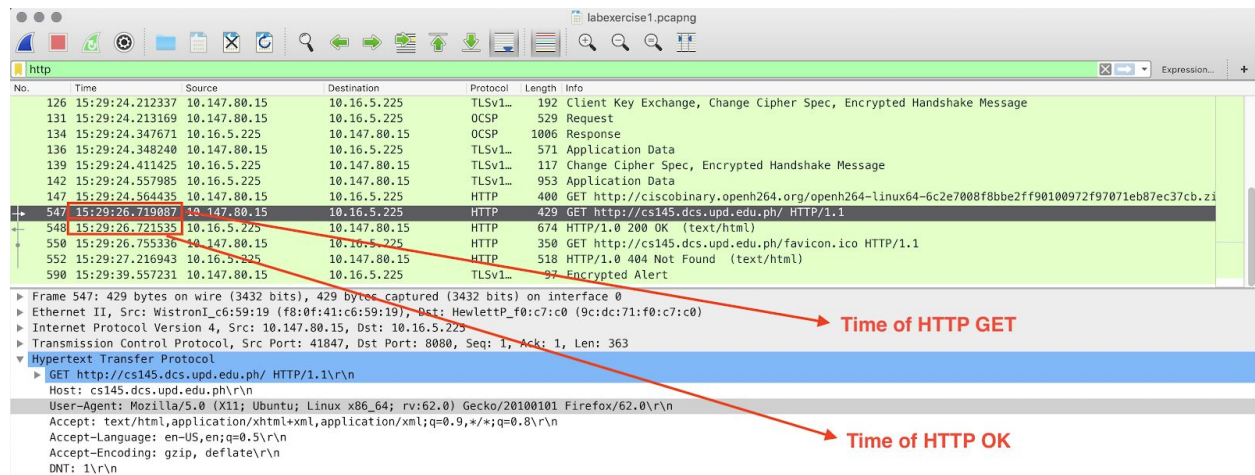 labexercise1.pcapng
http Expression... +
No. Time Source Destination Protocol Length Info
126 15:29:24.212337 10.147.80.15 10.16.5.225 TLSv1… 192 Client Key Exchange, Change Cipher Spec, Encrypted Handshake Message
131 15:29:24.213169 10.147.80.15 10.16.5.225 OCSP 529 Request
134 15:29:24.347671 10.16.5.225 10.147.80.15 OCSP 1006 Response
136 15:29:24.348240 10.147.80.15 10.16.5.225 TLSv1… 571 Application Data
139 15:29:24.411425 10.16.5.225 10.147.80.15 TLSv1… 117 Change Cipher Spec, Encrypted Handshake Message
142 15:29:24.557985 10.16.5.225 10.147.80.15 TLSv1… 953 Application Data
147 15:29:24.564435 10.147.80.15 10.16.5.225 HTTP 400 GET http://ciscobinary.openh264.org/openh264-linux64-6c2e7008f8bbe2ff90100972f97071eb87ec37cb.zi
547 15:29:26.719087 10.147.80.15 10.16.5.225 HTTP 429 GET http://cs145.dcs.upd.edu.ph/ HTTP/1.1
548 15:29:26.721535 10.16.5.225 10.147.80.15 HTTP 674 HTTP/1.0 200 OK (text/html)
550 15:29:26.755336 10.147.80.15 10.16.5.225 HTTP 350 GET http://cs145.dcs.upd.edu.ph/favicon.ico HTTP/1.1
552 15:29:27.216943 10.16.5.225 10.147.80.15 HTTP 518 HTTP/1.0 404 Not Found (text/html)
590 15:29:39.557231 10.147.80.15 10.16.5.225 TLSv1… 97 Encrypted Alert
Frame 547: 429 bytes on wire (3432 bits), 429 bytes captured (3432 bits) on interface 0
Ethernet II, Src: WistronI_c6:59:19 (f8:0f:41:c6:59:19), Dst: HewlettP_f0:c7:c0 (9c:dc:71:f0:c7:c0)
Internet Protocol Version 4, Src: 10.147.80.15, Dst: 10.16.5.225
Time of HTTP GET
Transmission Control Protocol, Src Port: 41847, Dst Port: 8080, Seq: 1, Ack: 1, Len: 363
Hypertext Transfer Protocol
GET http://cs145.dcs.upd.edu.ph/ HTTP/1.1\r\n
Host: cs145.dcs.upd.edu.ph\r\n
User-Agent: Mozilla/5.0 (X11; Ubuntu; Linux x86_64; rv:62.0) Gecko/20100101 Firefox/62.0\r\n
Accept: text/html,application/xhtml+xml,application/xml;q=0.9,*/*;q=0.8\r\n
Accept-Language: en-US,en;q=0.5\r\n
Time of HTTP OK
Accept-Encoding: gzip, deflate\r\n
DNT: 1\r\n